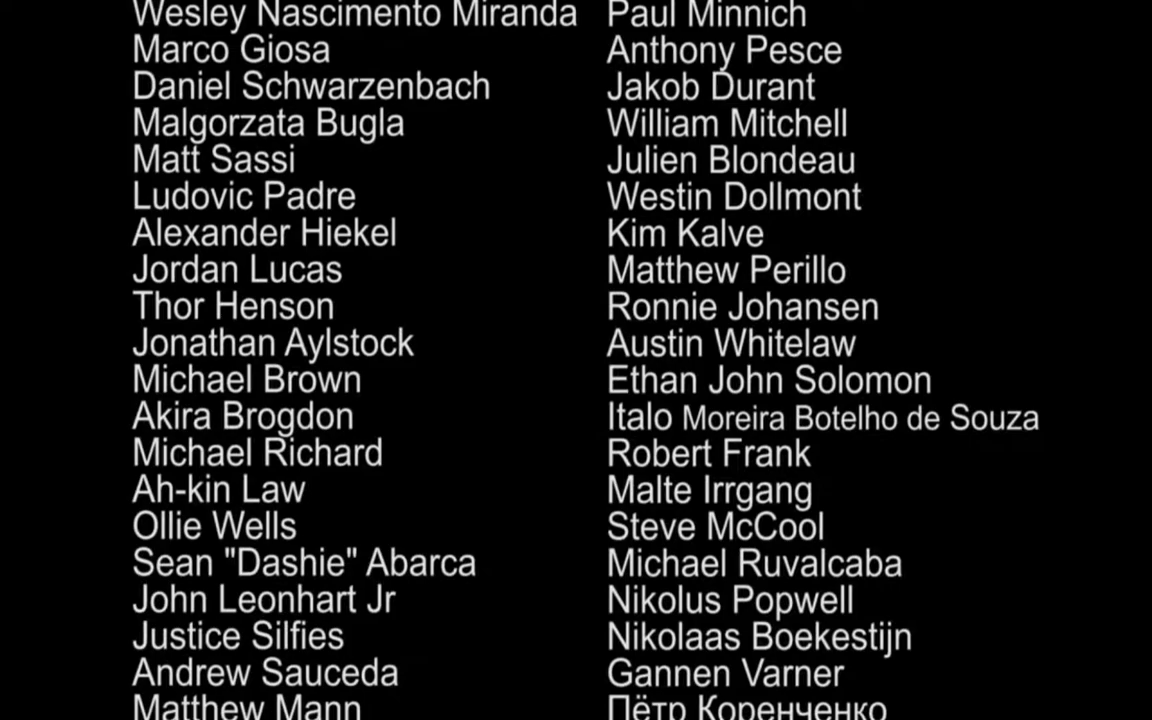 Wesley Nascimento Miranda
Marco Giosa
Daniel Schwarzenbach
Malgorzata Bugla
Matt Sassi
Ludovic Padre
Alexander Hiekel
Jordan Lucas
Thor Henson
Jonathan Aylstock
Michael Brown
Akira Brogdon
Michael Richard
Ah-kin Law
Ollie Wells
Sean "Dashie" Abarca
John Leonhart Jr
Justice Silfies
Andrew Sauceda
Matthew Mann
Paul Minnich
Anthony Pesce
Jakob Durant
William Mitchell
Julien Blondeau
Westin Dollmont
Kim Kalve
Matthew Perillo
Ronnie Johansen
Austin Whitelaw
Ethan John Solomon
Italo Moreira Botelho de Souza
Robert Frank
Malte Irrgang
Steve McCool
Michael Ruvalcaba
Nikolus Popwell
Nikolaas Boekestijn
Gannen Varner
Пётр Коренченко